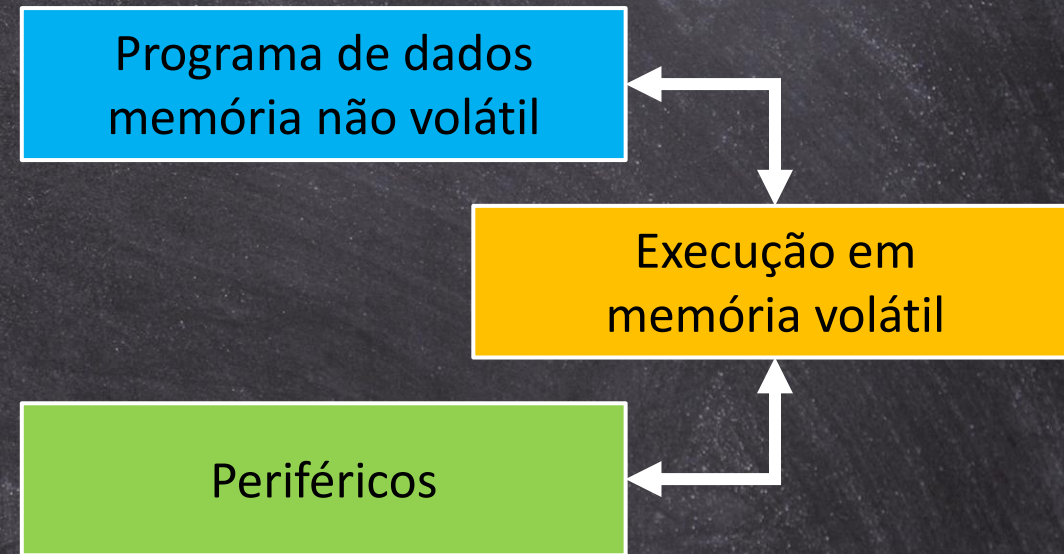 Programa de dados
memória não volátil
Execução em
memória volátil
Periféricos